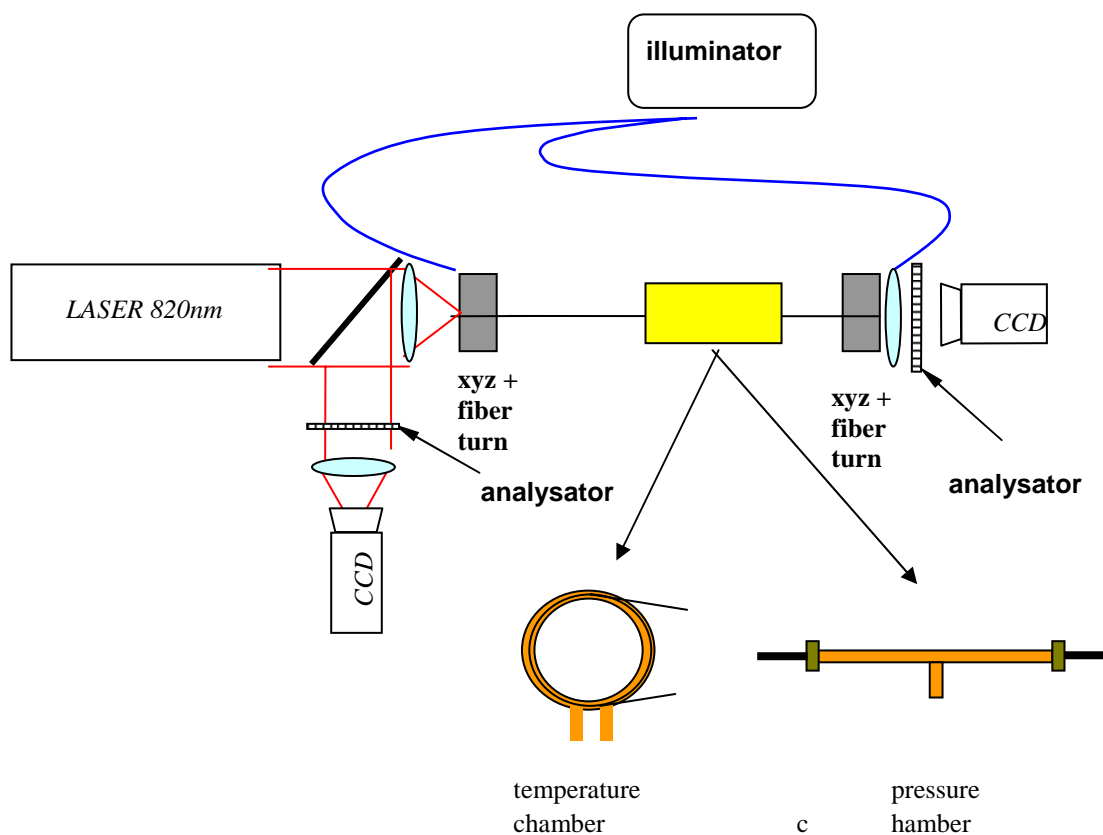 illuminator
LASER 820nm
CCD
xyz +
fiber
turn
xyz +
fiber
turn
analysator
analysator
CCD
temperature
chamber
c
pressure
hamber